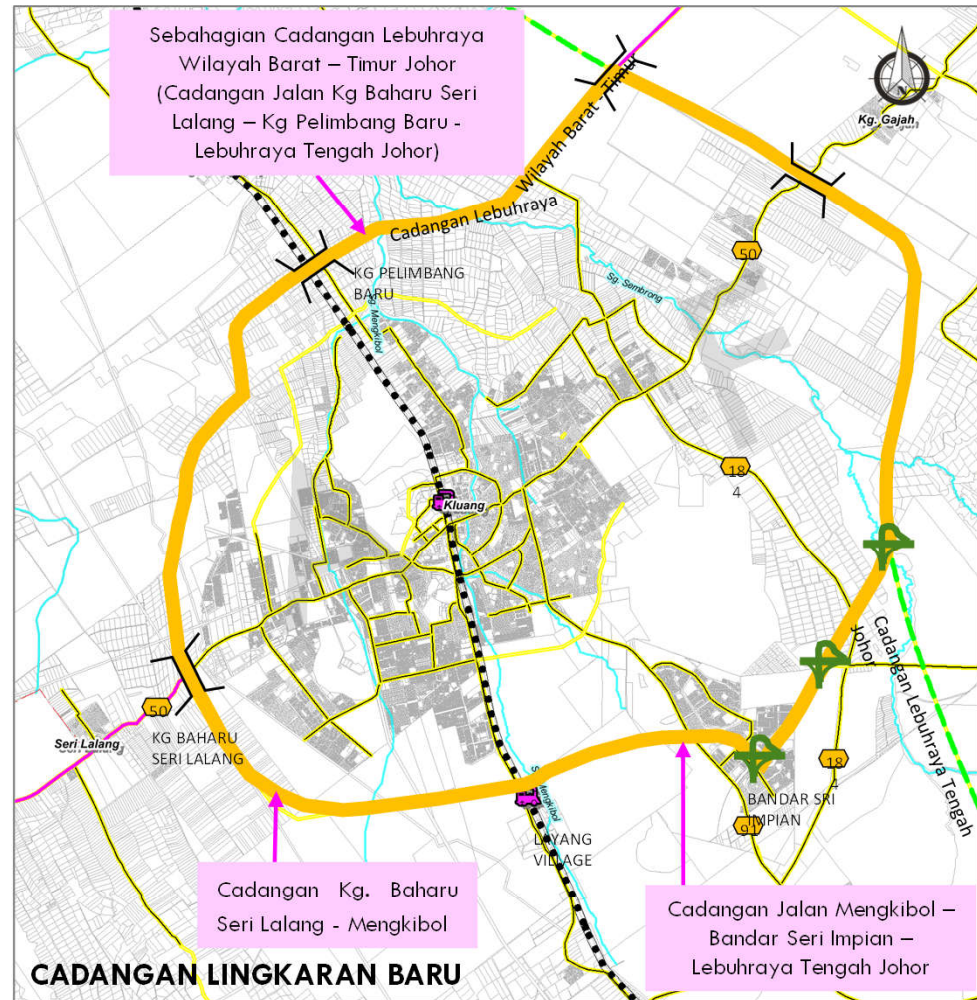 Sebahagian Cadangan Lebuhraya
Wilayah Barat – Timur Johor
(Cadangan Jalan Kg Baharu Seri
Lalang – Kg Pelimbang Baru -
Lebuhraya Tengah Johor)
N
Kg. Gajah
Cadangan Lebuhraya
Wilayah Barat - Timur
50
KG PELIMBANG
BARU
Sg. Mengkibol
Sg. Sembrong
18
4
Kluang
Johor
Cadangan Lebuhraya Tengah
50
Seri Lalang
KG BAHARU
SERI LALANG
18
4
Mengkibol
BANDAR SRI
IMPIAN
91
LAYANG
VILLAGE
Cadangan Kg. Baharu
Seri Lalang - Mengkibol
Cadangan Jalan Mengkibol –
Bandar Seri Impian –
Lebuhraya Tengah Johor
CADANGAN LINGKARAN BARU